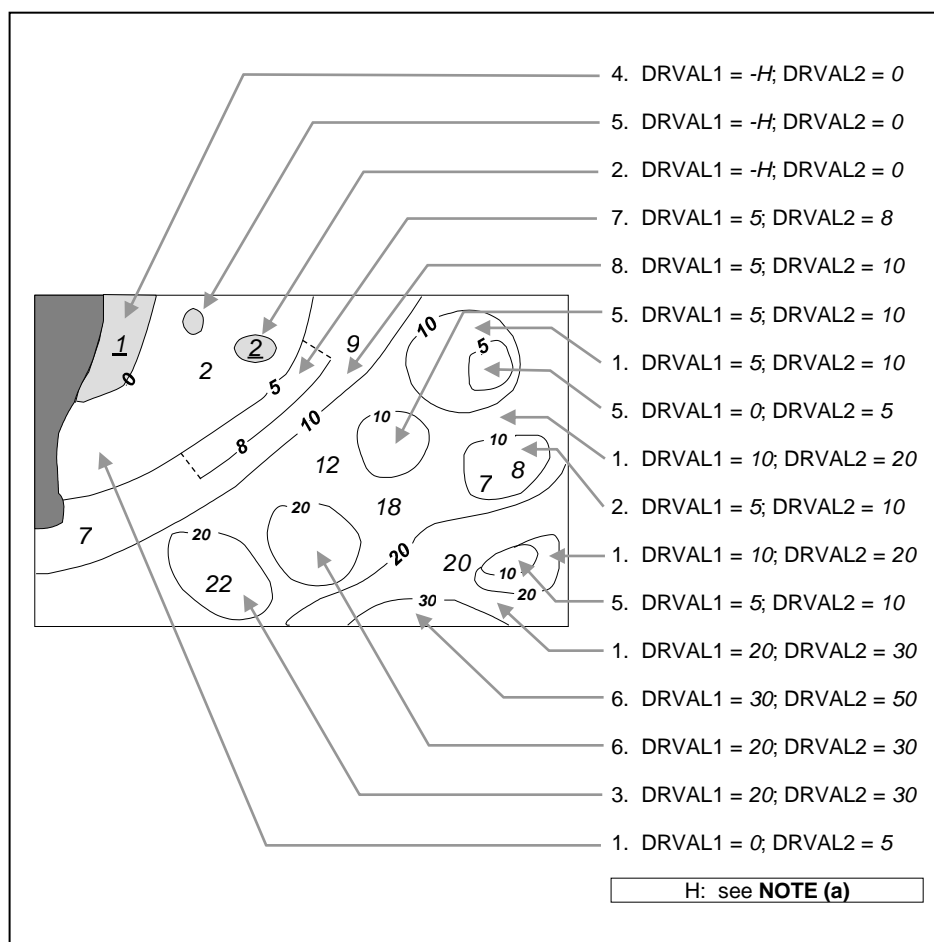 4. DRVAL1 = -H; DRVAL2 = 0
5. DRVAL1 = -H; DRVAL2 = 0
2. DRVAL1 = -H; DRVAL2 = 0
7. DRVAL1 = 5; DRVAL2 = 8
8. DRVAL1 = 5; DRVAL2 = 10
5. DRVAL1 = 5; DRVAL2 = 10
1. DRVAL1 = 5; DRVAL2 = 10
5. DRVAL1 = 0; DRVAL2 = 5
1. DRVAL1 = 10; DRVAL2 = 20
2. DRVAL1 = 5; DRVAL2 = 10
1. DRVAL1 = 10; DRVAL2 = 20
5. DRVAL1 = 5; DRVAL2 = 10
1. DRVAL1 = 20; DRVAL2 = 30
6. DRVAL1 = 30; DRVAL2 = 50
6. DRVAL1 = 20; DRVAL2 = 30
3. DRVAL1 = 20; DRVAL2 = 30
1. DRVAL1 = 0; DRVAL2 = 5
H: see NOTE (a)
1
0
2
2
9
10
5
5
10
8
10
10
12
7
8
18
7
20
20
20
20
22
10
20
30